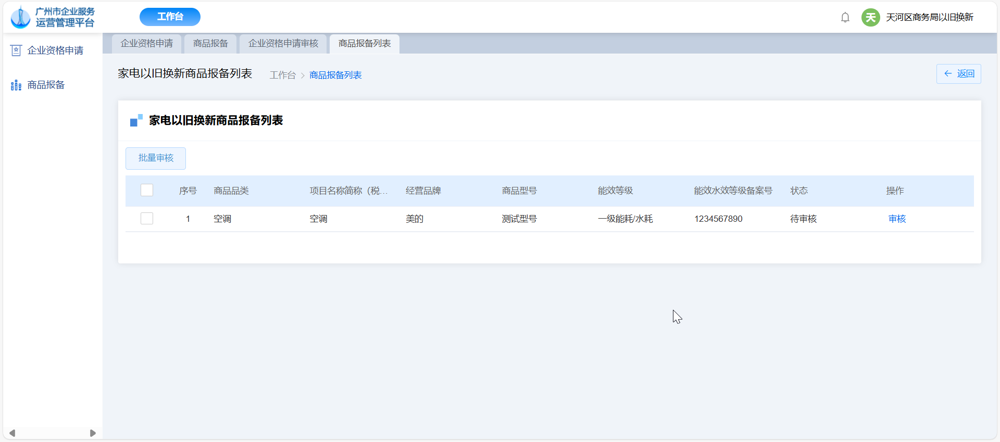 广州市企业服务
运营管理平台
工作台
天 天河区商务局以旧换新
企业资格申请
商品报备
企业资格申请 商品报备 企业资格申请审核 商品报备列表
家电以旧换新商品报备列表 工作台 > 商品报备列表 ← 返回
家电以旧换新商品报备列表
批量审核
序号 商品品类 项目名称简称（税... 经营品牌 商品型号 能效等级 能效水效等级备案号 状态 操作
1 空调 空调 美的 测试型号 一级能耗/水耗 1234567890 待审核 审核